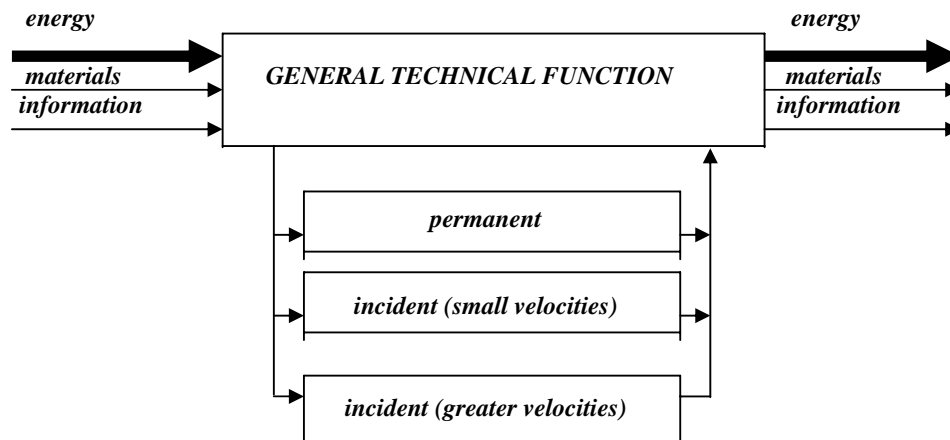 energy
energy
GENERAL TECHNICAL FUNCTION
materials
materials
information
information
permanent
incident (small velocities)
incident (greater velocities)